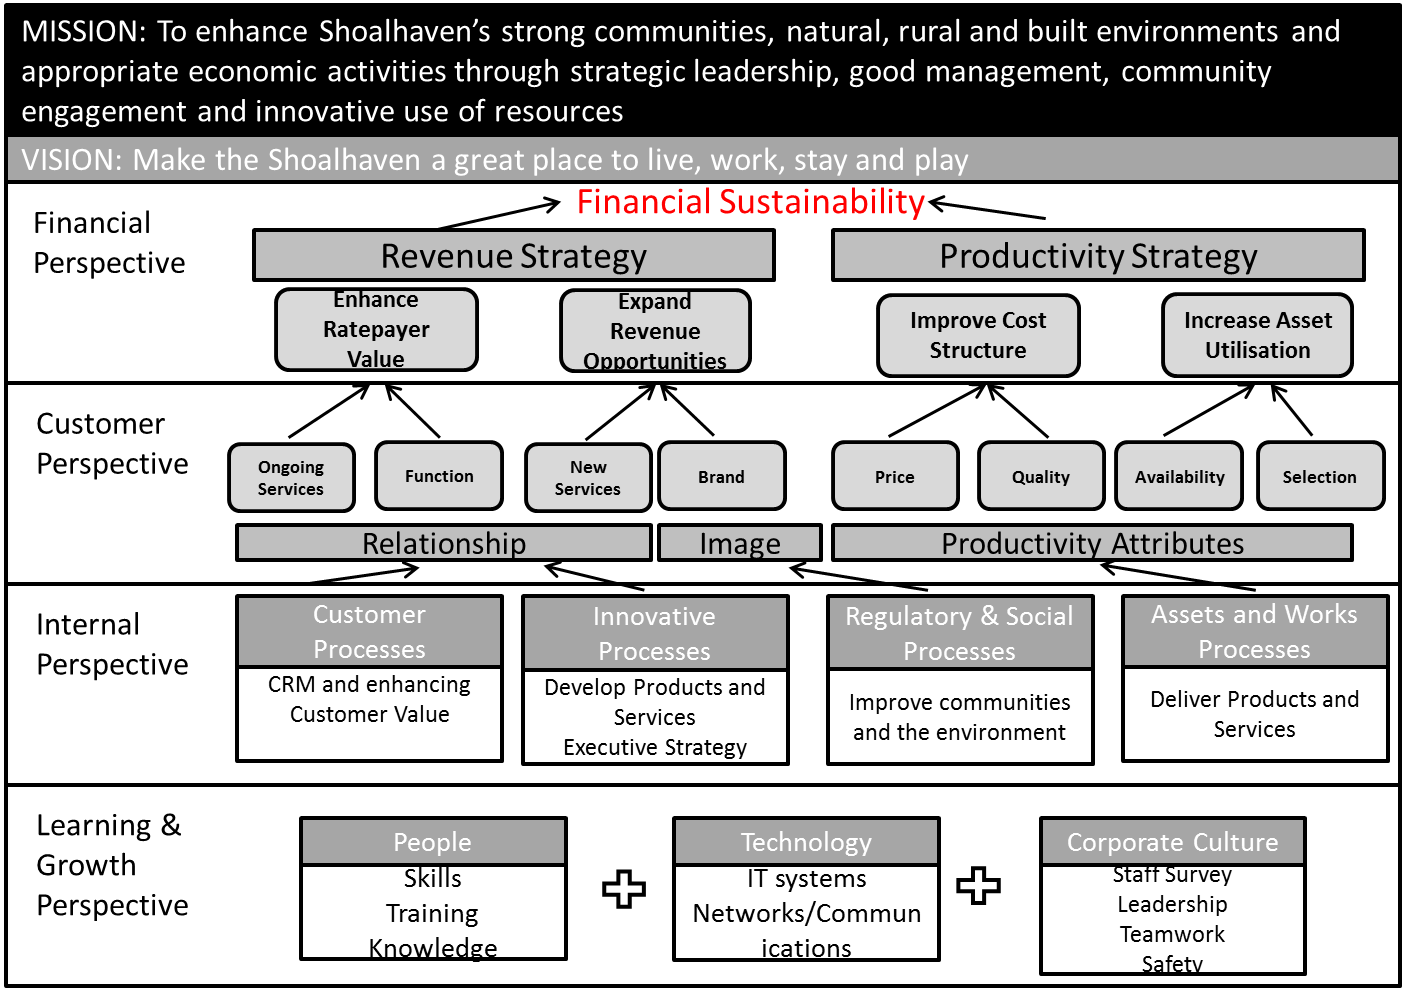 MISSION: To enhance Shoalhaven’s strong communities, natural, rural and built environments and
appropriate economic activities through strategic leadership, good management, community
engagement and innovative use of resources
VISION: Make the Shoalhaven a great place to live, work, stay and play
Financial
Perspective
Financial Sustainability
Revenue Strategy
Productivity Strategy
Enhance
Ratepayer
Value
Expand
Revenue
Opportunities
Improve Cost
Structure
Increase Asset
Utilisation
Customer
Perspective
Ongoing
Services
Function
New
Services
Brand
Price
Quality
Availability
Selection
Relationship
Image
Productivity Attributes
Internal
Perspective
Customer
Processes
CRM and enhancing
Customer Value
Innovative
Processes
Develop Products and
Services
Executive Strategy
Regulatory & Social
Processes
Improve communities
and the environment
Assets and Works
Processes
Deliver Products and
Services
Learning &
Growth
Perspective
People
Skills
Training
Knowledge
Technology
IT systems
Networks/Commun
ications
Corporate Culture
Staff Survey
Leadership
Teamwork
Safety